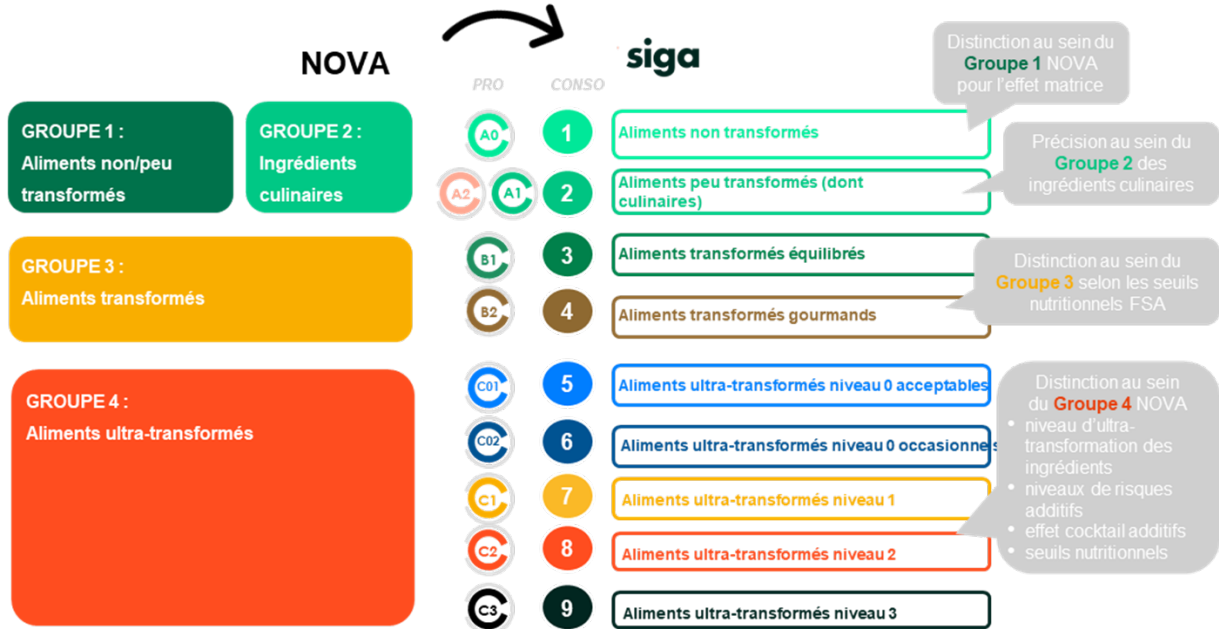 NOVA
siga
PRO
CONSO
GROUPE 1 :
Aliments non/peu
transformés
GROUPE 2 :
Ingrédients
culinaires
GROUPE 3 :
Aliments transformés
GROUPE 4 :
Aliments ultra-transformés
A0
1
Aliments non transformés
A2
A1
2
Aliments peu transformés (dont
culinaires)
B1
3
Aliments transformés équilibrés
B2
4
Aliments transformés gourmands
C01
5
Aliments ultra-transformés niveau 0 acceptables
C02
6
Aliments ultra-transformés niveau 0 occasionnels
C1
7
Aliments ultra-transformés niveau 1
C2
8
Aliments ultra-transformés niveau 2
C3
9
Aliments ultra-transformés niveau 3
Distinction au sein du
Groupe 1 NOVA
pour l'effet matrice
Précision au sein du
Groupe 2 des
ingrédients culinaires
Distinction au sein du
Groupe 3 selon les seuils
nutritionnels FSA
Distinction au sein
du Groupe 4 NOVA
• niveau d'ultra-
transformation des
ingrédients
• niveaux de risques
additifs
• effet cocktail additifs
• seuils nutritionnels